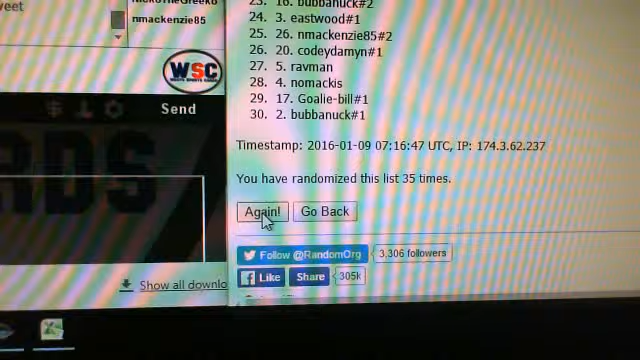 weet
nmackenzie85
WSC
Send
RDS
Show all downlo
23. 16. bubbanuck#2
24. 3. eastwood#1
25. 26. nmackenzie85#2
26. 20. codeydamyn#1
27. 5. ravman
28. 4. nomackis
29. 17. Goalie-bill#1
30. 2. bubbanuck#1
Timestamp: 2016-01-09 07:16:47 UTC, IP: 174.3.62.237
You have randomized this list 35 times.
Again! Go Back
Follow @RandomOrg 3,306 followers
Like Share 305k